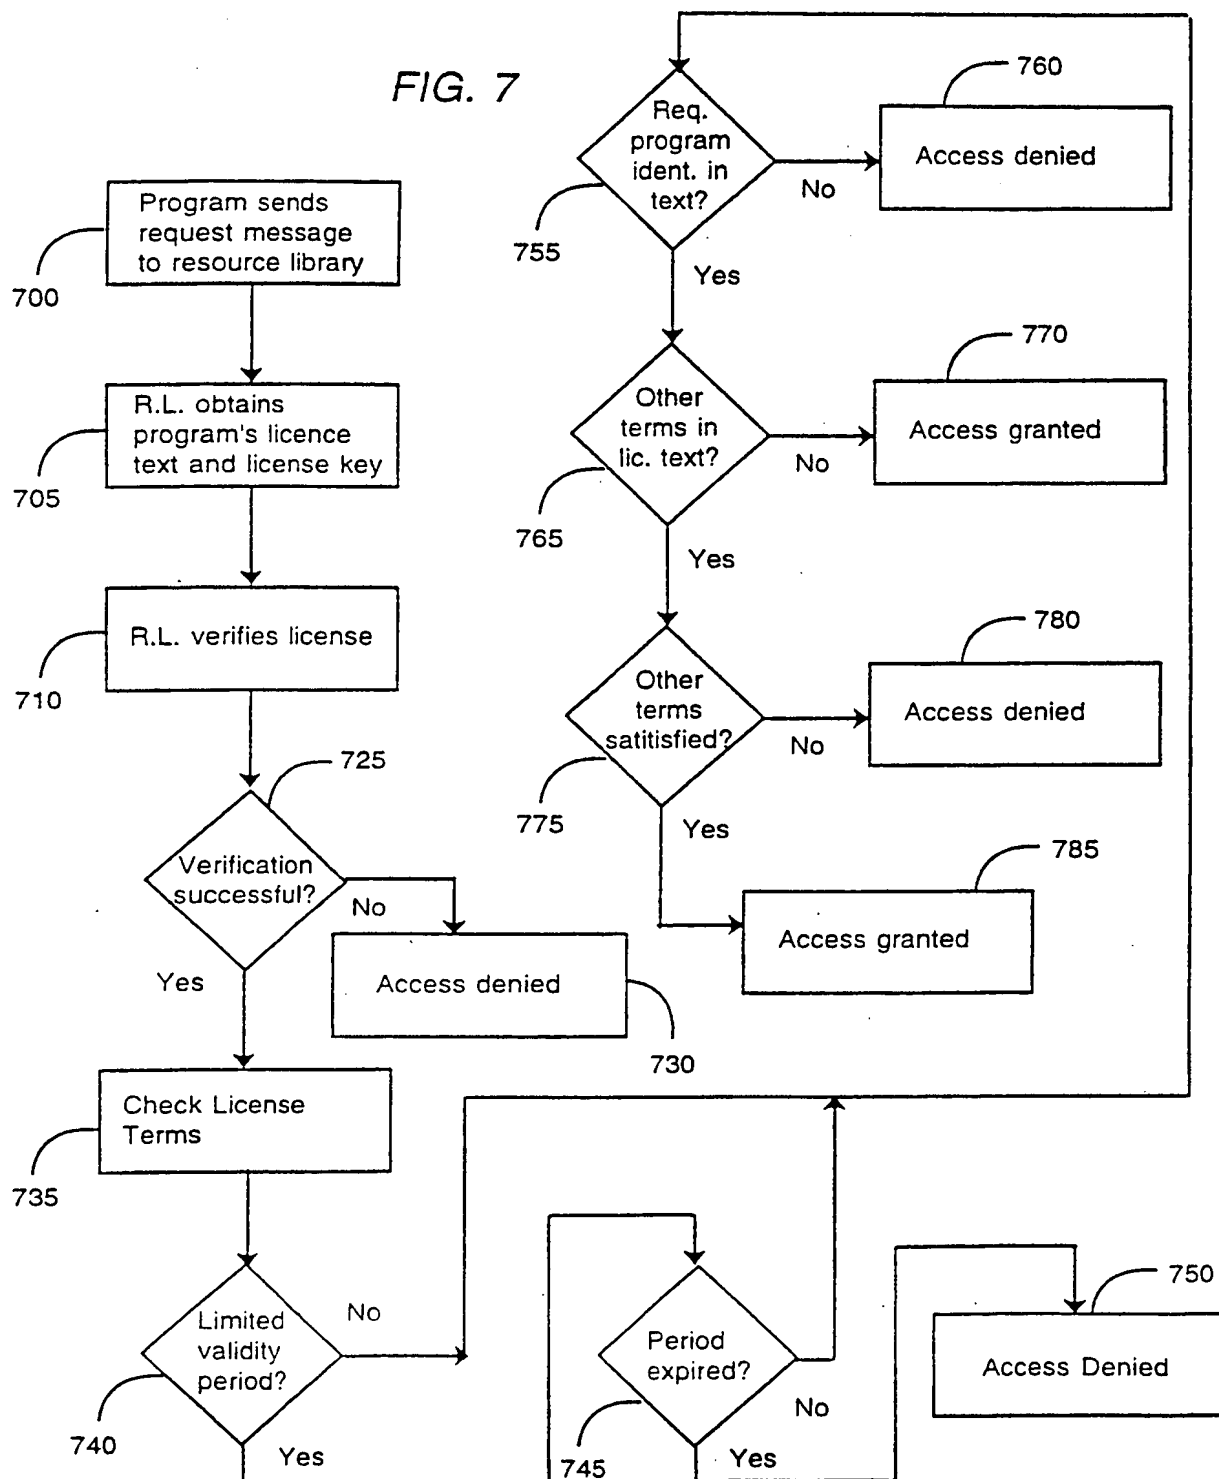 FIG. 7
Program sends
request message
to resource library
700
R.L. obtains
program's licence
text and license key
705
R.L. verifies license
710
725
Verification
successful?
No
Yes
Access denied
730
Check License
Terms
735
Limited
validity
period?
No
740
Yes
Period
expired?
No
745
Yes
750
Access Denied
Req.
program
ident. in
text?
755
No
Yes
760
Access denied
Other
terms in
lic. text?
765
No
Yes
770
Access granted
Other
terms
satitisfied?
775
No
Yes
780
Access denied
785
Access granted